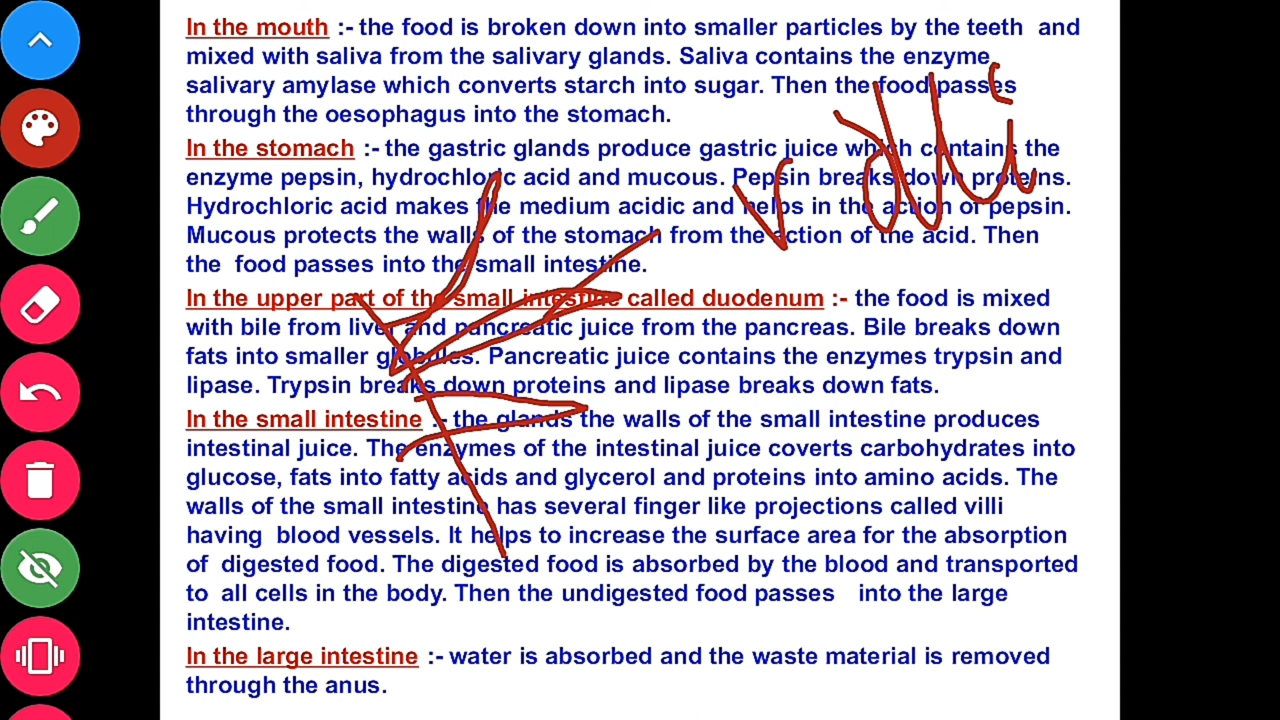 In the mouth :- the food is broken down into smaller particles by the teeth and
mixed with saliva from the salivary glands. Saliva contains the enzyme
salivary amylase which converts starch into sugar. Then the food passes
through the oesophagus into the stomach.
In the stomach :- the gastric glands produce gastric juice which contains the
enzyme pepsin, hydrochloric acid and mucous. Pepsin breaks down proteins.
Hydrochloric acid makes the medium acidic and helps in the action of pepsin.
Mucous protects the walls of the stomach from the action of the acid. Then
the food passes into the small intestine.
In the upper part of the small intestine called duodenum :- the food is mixed
with bile from liver and pancreatic juice from the pancreas. Bile breaks down
fats into smaller globules. Pancreatic juice contains the enzymes trypsin and
lipase. Trypsin breaks down proteins and lipase breaks down fats.
In the small intestine :- the glands the walls of the small intestine produces
intestinal juice. The enzymes of the intestinal juice coverts carbohydrates into
glucose, fats into fatty acids and glycerol and proteins into amino acids. The
walls of the small intestine has several finger like projections called villi
having blood vessels. It helps to increase the surface area for the absorption
of digested food. The digested food is absorbed by the blood and transported
to all cells in the body. Then the undigested food passes into the large
intestine.
In the large intestine :- water is absorbed and the waste material is removed
through the anus.